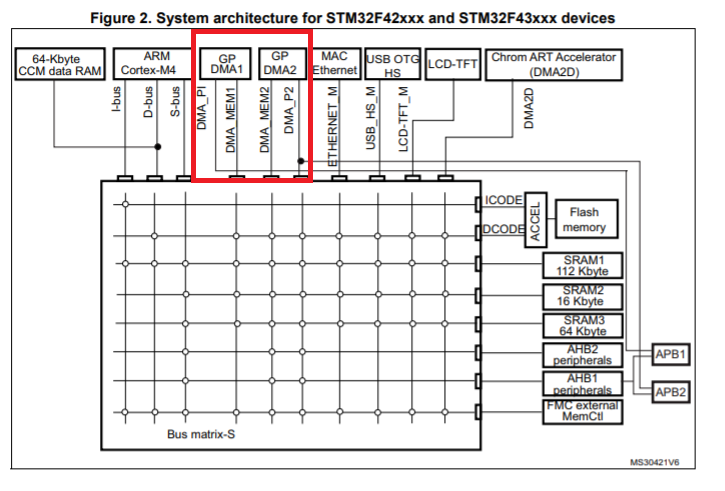 Figure 2. System architecture for STM32F42xxx and STM32F43xxx devices
64-Kbyte
CCM data RAM
ARM
Cortex-M4
GP
DMA1
GP
DMA2
MAC
Ethernet
USB OTG
HS
LCD-TFT
Chrom ART Accelerator
(DMA2D)
I-bus
D-bus
S-bus
DMA_PI
DMA_MEM1
DMA_MEM2
DMA_P2
ETHERNET_M
USB_HS_M
LCD-TFT_M
DMA2D
ICODE
DCODE
ACCEL
Flash
memory
SRAM1
112 Kbyte
SRAM2
16 Kbyte
SRAM3
64 Kbyte
AHB2
peripherals
AHB1
peripherals
FMC external
MemCtl
APB1
APB2
Bus matrix-S
MS30421V6